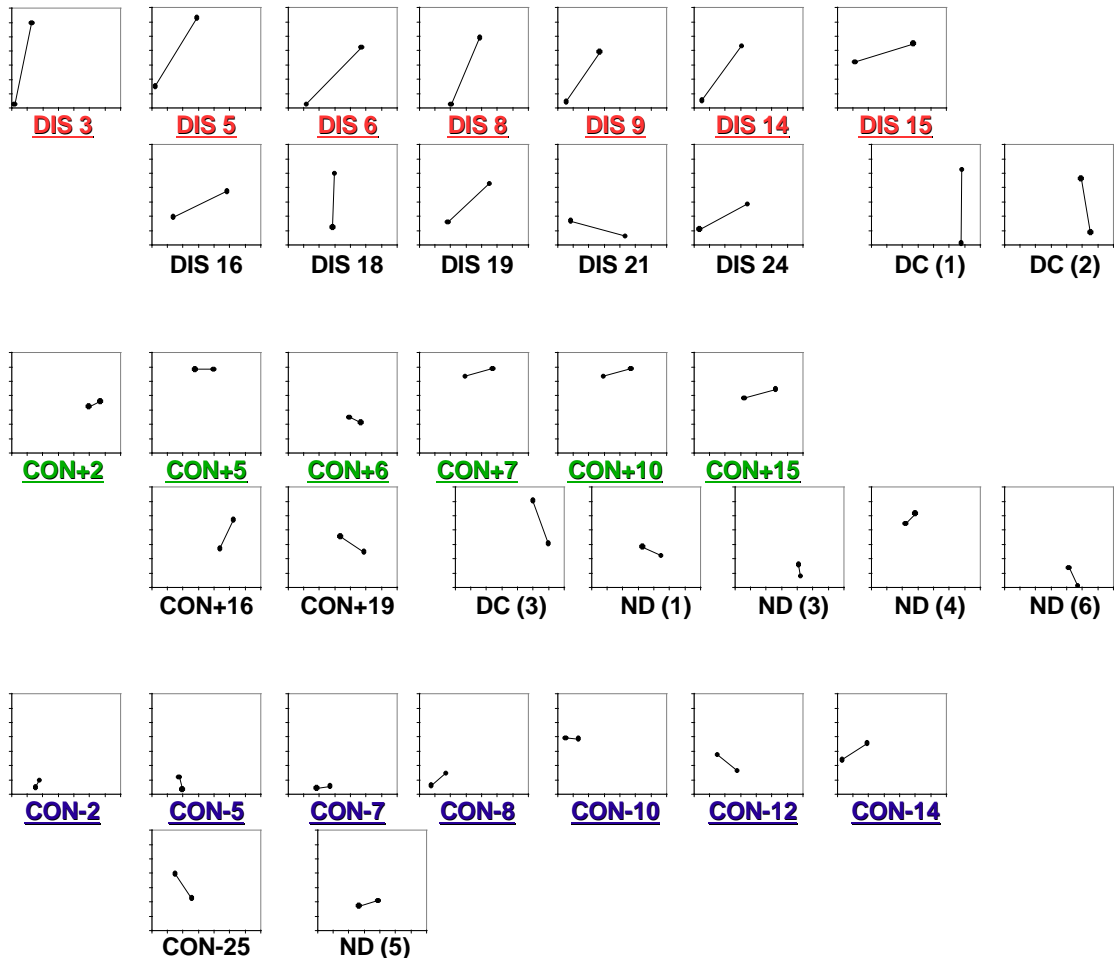 DIS 3 DIS 5 DIS 6 DIS 8 DIS 9 DIS 14 DIS 15
DIS 16 DIS 18 DIS 19 DIS 21 DIS 24 DC (1) DC (2)
CON+2 CON+5 CON+6 CON+7 CON+10 CON+15
CON+16 CON+19 DC (3) ND (1) ND (3) ND (4) ND (6)
CON-2 CON-5 CON-7 CON-8 CON-10 CON-12 CON-14
CON-25 ND (5)